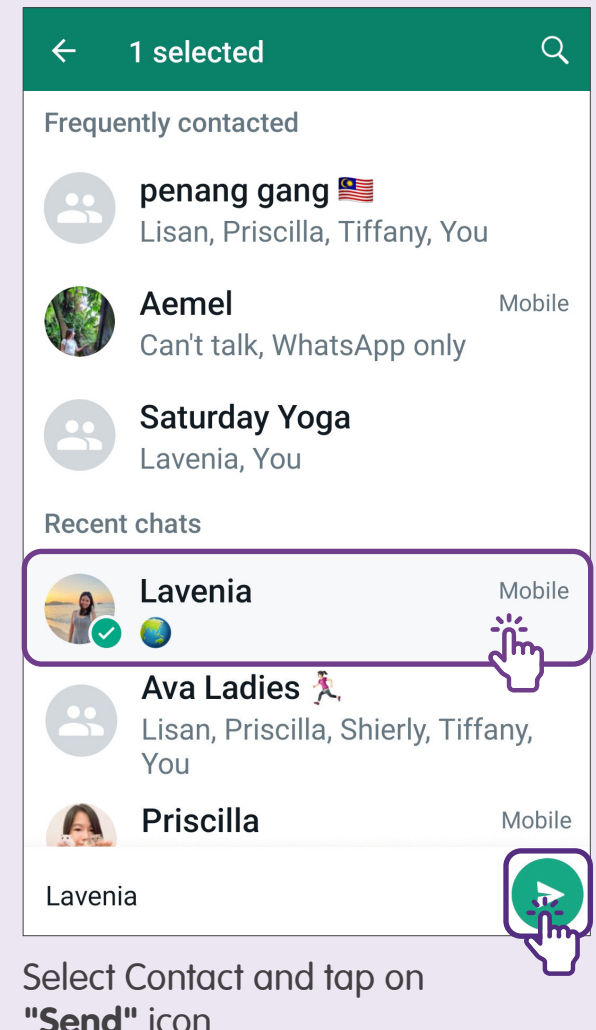 1 selected
Frequently contacted
penang gang 🇲🇾
Lisan, Priscilla, Tiffany, You
Aemel
Mobile
Can't talk, WhatsApp only
Saturday Yoga
Lavenia, You
Recent chats
Lavenia
Mobile
🌏
Ava Ladies 🏃🏻‍♀️
Lisan, Priscilla, Shierly, Tiffany,
You
Priscilla
Mobile
Lavenia
Select Contact and tap on
"Send" icon